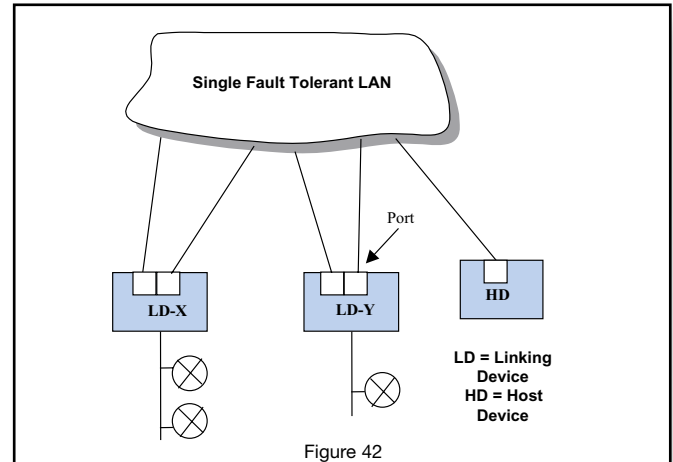 Single Fault Tolerant LAN
Port
LD-X
LD-Y
HD
LD = Linking
Device
HD = Host
Device
Figure 42